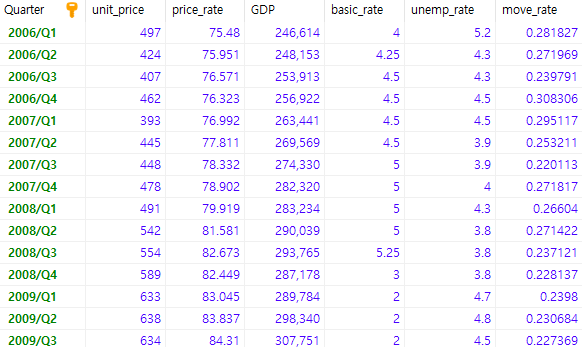 Quarter unit_price price_rate GDP basic_rate unemp_rate move_rate
2006/Q1 497 75.48 246,614 4 5.2 0.281827
2006/Q2 424 75.951 248,153 4.25 4.3 0.271969
2006/Q3 407 76.571 253,913 4.5 4.3 0.239791
2006/Q4 462 76.323 256,922 4.5 4.5 0.308306
2007/Q1 393 76.992 263,441 4.5 4.5 0.295117
2007/Q2 445 77.811 269,569 4.5 3.9 0.253211
2007/Q3 448 78.332 274,330 5 3.9 0.220113
2007/Q4 478 78.902 282,320 5 4 0.271817
2008/Q1 491 79.919 283,234 5 4.3 0.26604
2008/Q2 542 81.581 290,039 5 3.8 0.271422
2008/Q3 554 82.673 293,765 5.25 3.8 0.237121
2008/Q4 589 82.449 287,178 3 3.8 0.228137
2009/Q1 633 83.045 289,784 2 4.7 0.2398
2009/Q2 638 83.837 298,340 2 4.8 0.230684
2009/Q3 634 84.31 307,751 2 4.5 0.227369